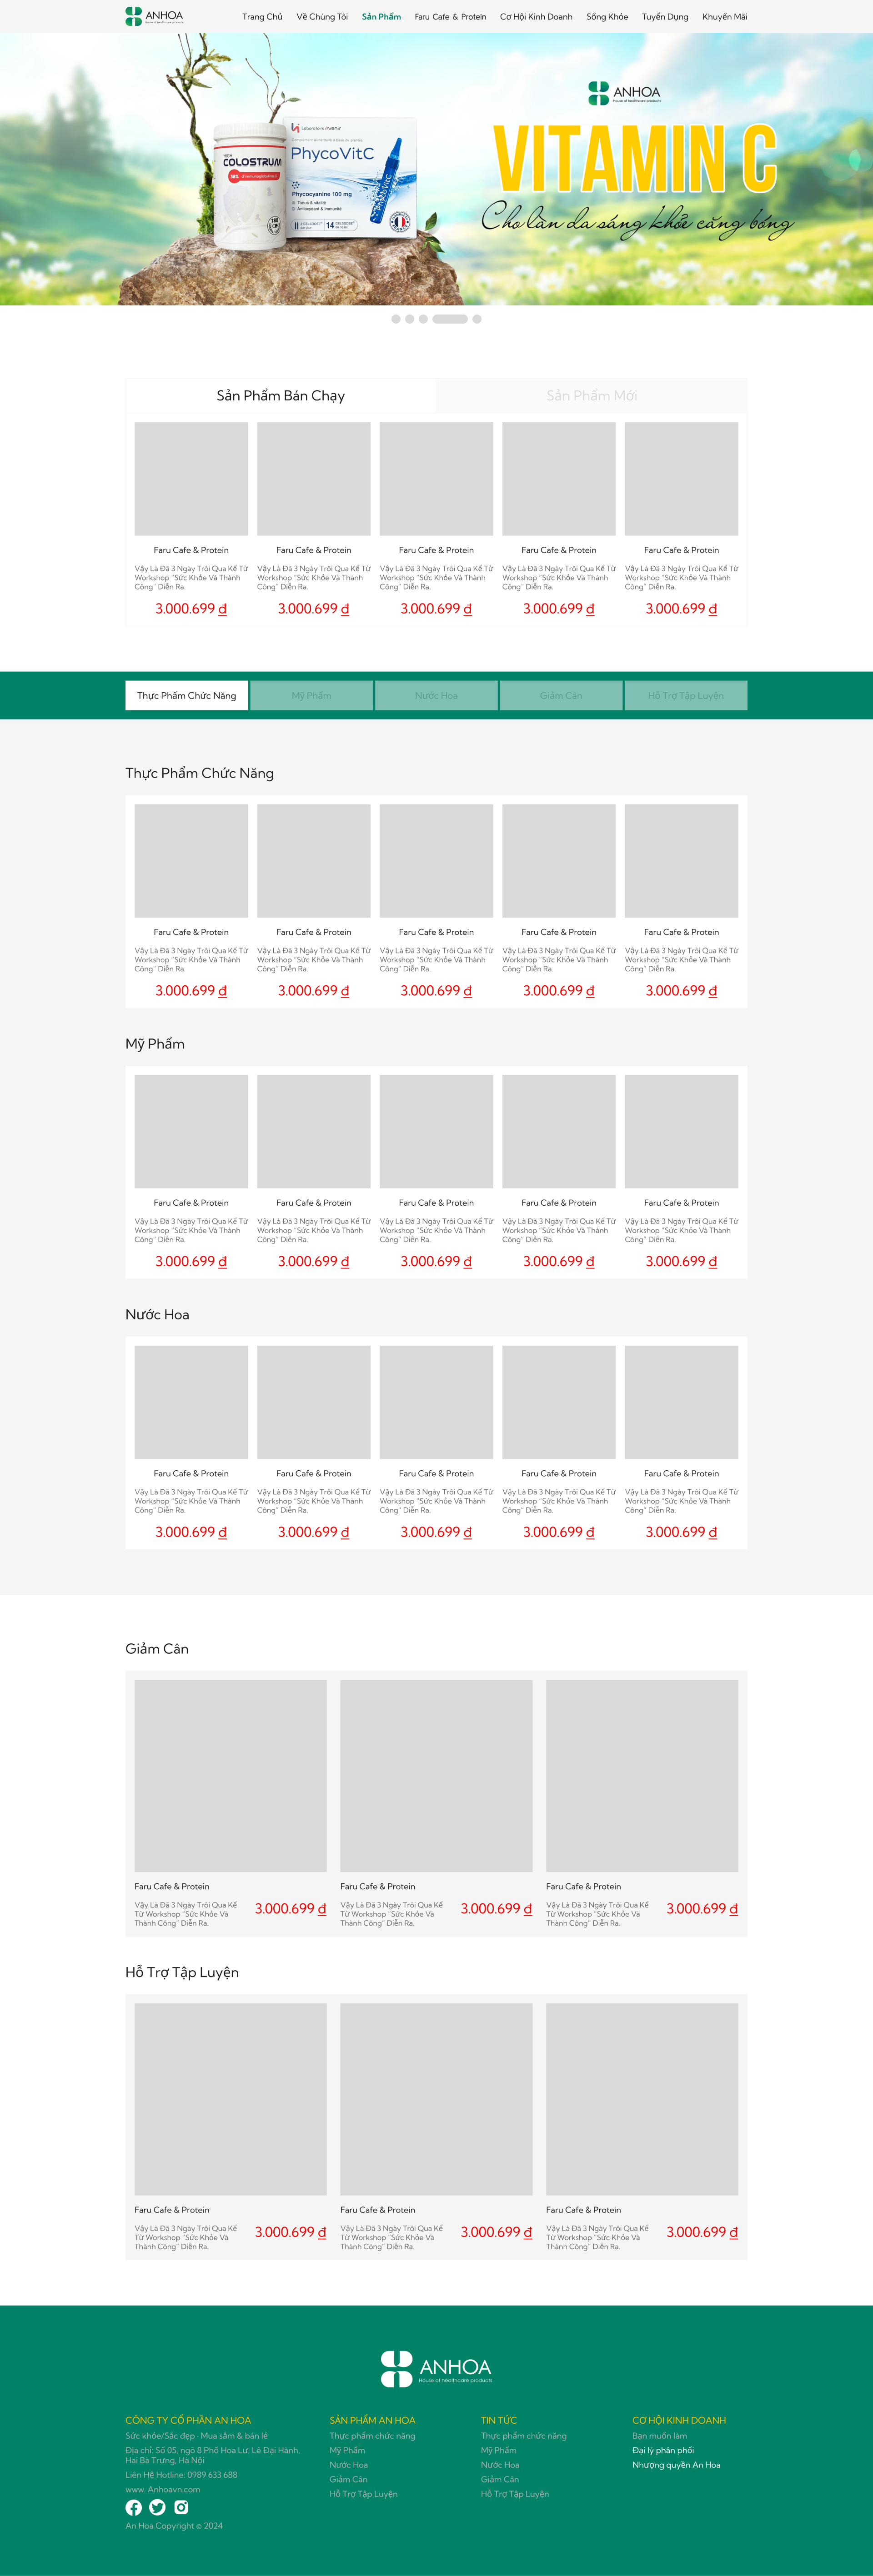 ANHOA
House of healthcare products
Trang Chủ
Về Chúng Tôi
Sản Phẩm
Faru Cafe & Protein
Cơ Hội Kinh Doanh
Sống Khỏe
Tuyển Dụng
Khuyến Mãi
ANHOA
House of healthcare products
VITAMIN C
Cho làn da sáng khỏe căng bóng
HIGH
COLOSTRUM
38%
180
PhycoVitC
Phycocyanine 100 mg
Tonus & vitalité
Antioxydant & immunité
14
PhycoVitC
Sản Phẩm Bán Chạy
Sản Phẩm Mới
Faru Cafe & Protein
Vậy Là Đã 3 Ngày Trôi Qua Kể Từ
Workshop “Sức Khỏe Và Thành
Công” Diễn Ra.
3.000.699 đ
Faru Cafe & Protein
Vậy Là Đã 3 Ngày Trôi Qua Kể Từ
Workshop “Sức Khỏe Và Thành
Công” Diễn Ra.
3.000.699 đ
Faru Cafe & Protein
Vậy Là Đã 3 Ngày Trôi Qua Kể Từ
Workshop “Sức Khỏe Và Thành
Công” Diễn Ra.
3.000.699 đ
Faru Cafe & Protein
Vậy Là Đã 3 Ngày Trôi Qua Kể Từ
Workshop “Sức Khỏe Và Thành
Công” Diễn Ra.
3.000.699 đ
Faru Cafe & Protein
Vậy Là Đã 3 Ngày Trôi Qua Kể Từ
Workshop “Sức Khỏe Và Thành
Công” Diễn Ra.
3.000.699 đ
Thực Phẩm Chức Năng
Mỹ Phẩm
Nước Hoa
Giảm Cân
Hỗ Trợ Tập Luyện
Thực Phẩm Chức Năng
Faru Cafe & Protein
Vậy Là Đã 3 Ngày Trôi Qua Kể Từ
Workshop “Sức Khỏe Và Thành
Công” Diễn Ra.
3.000.699 đ
Faru Cafe & Protein
Vậy Là Đã 3 Ngày Trôi Qua Kể Từ
Workshop “Sức Khỏe Và Thành
Công” Diễn Ra.
3.000.699 đ
Faru Cafe & Protein
Vậy Là Đã 3 Ngày Trôi Qua Kể Từ
Workshop “Sức Khỏe Và Thành
Công” Diễn Ra.
3.000.699 đ
Faru Cafe & Protein
Vậy Là Đã 3 Ngày Trôi Qua Kể Từ
Workshop “Sức Khỏe Và Thành
Công” Diễn Ra.
3.000.699 đ
Faru Cafe & Protein
Vậy Là Đã 3 Ngày Trôi Qua Kể Từ
Workshop “Sức Khỏe Và Thành
Công” Diễn Ra.
3.000.699 đ
Mỹ Phẩm
Faru Cafe & Protein
Vậy Là Đã 3 Ngày Trôi Qua Kể Từ
Workshop “Sức Khỏe Và Thành
Công” Diễn Ra.
3.000.699 đ
Faru Cafe & Protein
Vậy Là Đã 3 Ngày Trôi Qua Kể Từ
Workshop “Sức Khỏe Và Thành
Công” Diễn Ra.
3.000.699 đ
Faru Cafe & Protein
Vậy Là Đã 3 Ngày Trôi Qua Kể Từ
Workshop “Sức Khỏe Và Thành
Công” Diễn Ra.
3.000.699 đ
Faru Cafe & Protein
Vậy Là Đã 3 Ngày Trôi Qua Kể Từ
Workshop “Sức Khỏe Và Thành
Công” Diễn Ra.
3.000.699 đ
Faru Cafe & Protein
Vậy Là Đã 3 Ngày Trôi Qua Kể Từ
Workshop “Sức Khỏe Và Thành
Công” Diễn Ra.
3.000.699 đ
Nước Hoa
Faru Cafe & Protein
Vậy Là Đã 3 Ngày Trôi Qua Kể Từ
Workshop “Sức Khỏe Và Thành
Công” Diễn Ra.
3.000.699 đ
Faru Cafe & Protein
Vậy Là Đã 3 Ngày Trôi Qua Kể Từ
Workshop “Sức Khỏe Và Thành
Công” Diễn Ra.
3.000.699 đ
Faru Cafe & Protein
Vậy Là Đã 3 Ngày Trôi Qua Kể Từ
Workshop “Sức Khỏe Và Thành
Công” Diễn Ra.
3.000.699 đ
Faru Cafe & Protein
Vậy Là Đã 3 Ngày Trôi Qua Kể Từ
Workshop “Sức Khỏe Và Thành
Công” Diễn Ra.
3.000.699 đ
Faru Cafe & Protein
Vậy Là Đã 3 Ngày Trôi Qua Kể Từ
Workshop “Sức Khỏe Và Thành
Công” Diễn Ra.
3.000.699 đ
Giảm Cân
Faru Cafe & Protein
Vậy Là Đã 3 Ngày Trôi Qua Kể
Từ Workshop “Sức Khỏe Và
Thành Công” Diễn Ra.
3.000.699 đ
Faru Cafe & Protein
Vậy Là Đã 3 Ngày Trôi Qua Kể
Từ Workshop “Sức Khỏe Và
Thành Công” Diễn Ra.
3.000.699 đ
Faru Cafe & Protein
Vậy Là Đã 3 Ngày Trôi Qua Kể
Từ Workshop “Sức Khỏe Và
Thành Công” Diễn Ra.
3.000.699 đ
Hỗ Trợ Tập Luyện
Faru Cafe & Protein
Vậy Là Đã 3 Ngày Trôi Qua Kể
Từ Workshop “Sức Khỏe Và
Thành Công” Diễn Ra.
3.000.699 đ
Faru Cafe & Protein
Vậy Là Đã 3 Ngày Trôi Qua Kể
Từ Workshop “Sức Khỏe Và
Thành Công” Diễn Ra.
3.000.699 đ
Faru Cafe & Protein
Vậy Là Đã 3 Ngày Trôi Qua Kể
Từ Workshop “Sức Khỏe Và
Thành Công” Diễn Ra.
3.000.699 đ
ANHOA
House of healthcare products
CÔNG TY CỔ PHẦN AN HOA
Sức khỏe/Sắc đẹp · Mua sắm & bán lẻ
Địa chỉ: Số 05, ngõ 8 Phố Hoa Lư, Lê Đại Hành,
Hai Bà Trưng, Hà Nội
Liên Hệ Hotline: 0989 633 688
www. Anhoavn.com
An Hoa Copyright © 2024
SẢN PHẨM AN HOA
Thực phẩm chức năng
Mỹ Phẩm
Nước Hoa
Giảm Cân
Hỗ Trợ Tập Luyện
TIN TỨC
Thực phẩm chức năng
Mỹ Phẩm
Nước Hoa
Giảm Cân
Hỗ Trợ Tập Luyện
CƠ HỘI KINH DOANH
Bạn muốn làm
Đại lý phân phối
Nhượng quyền An Hoa